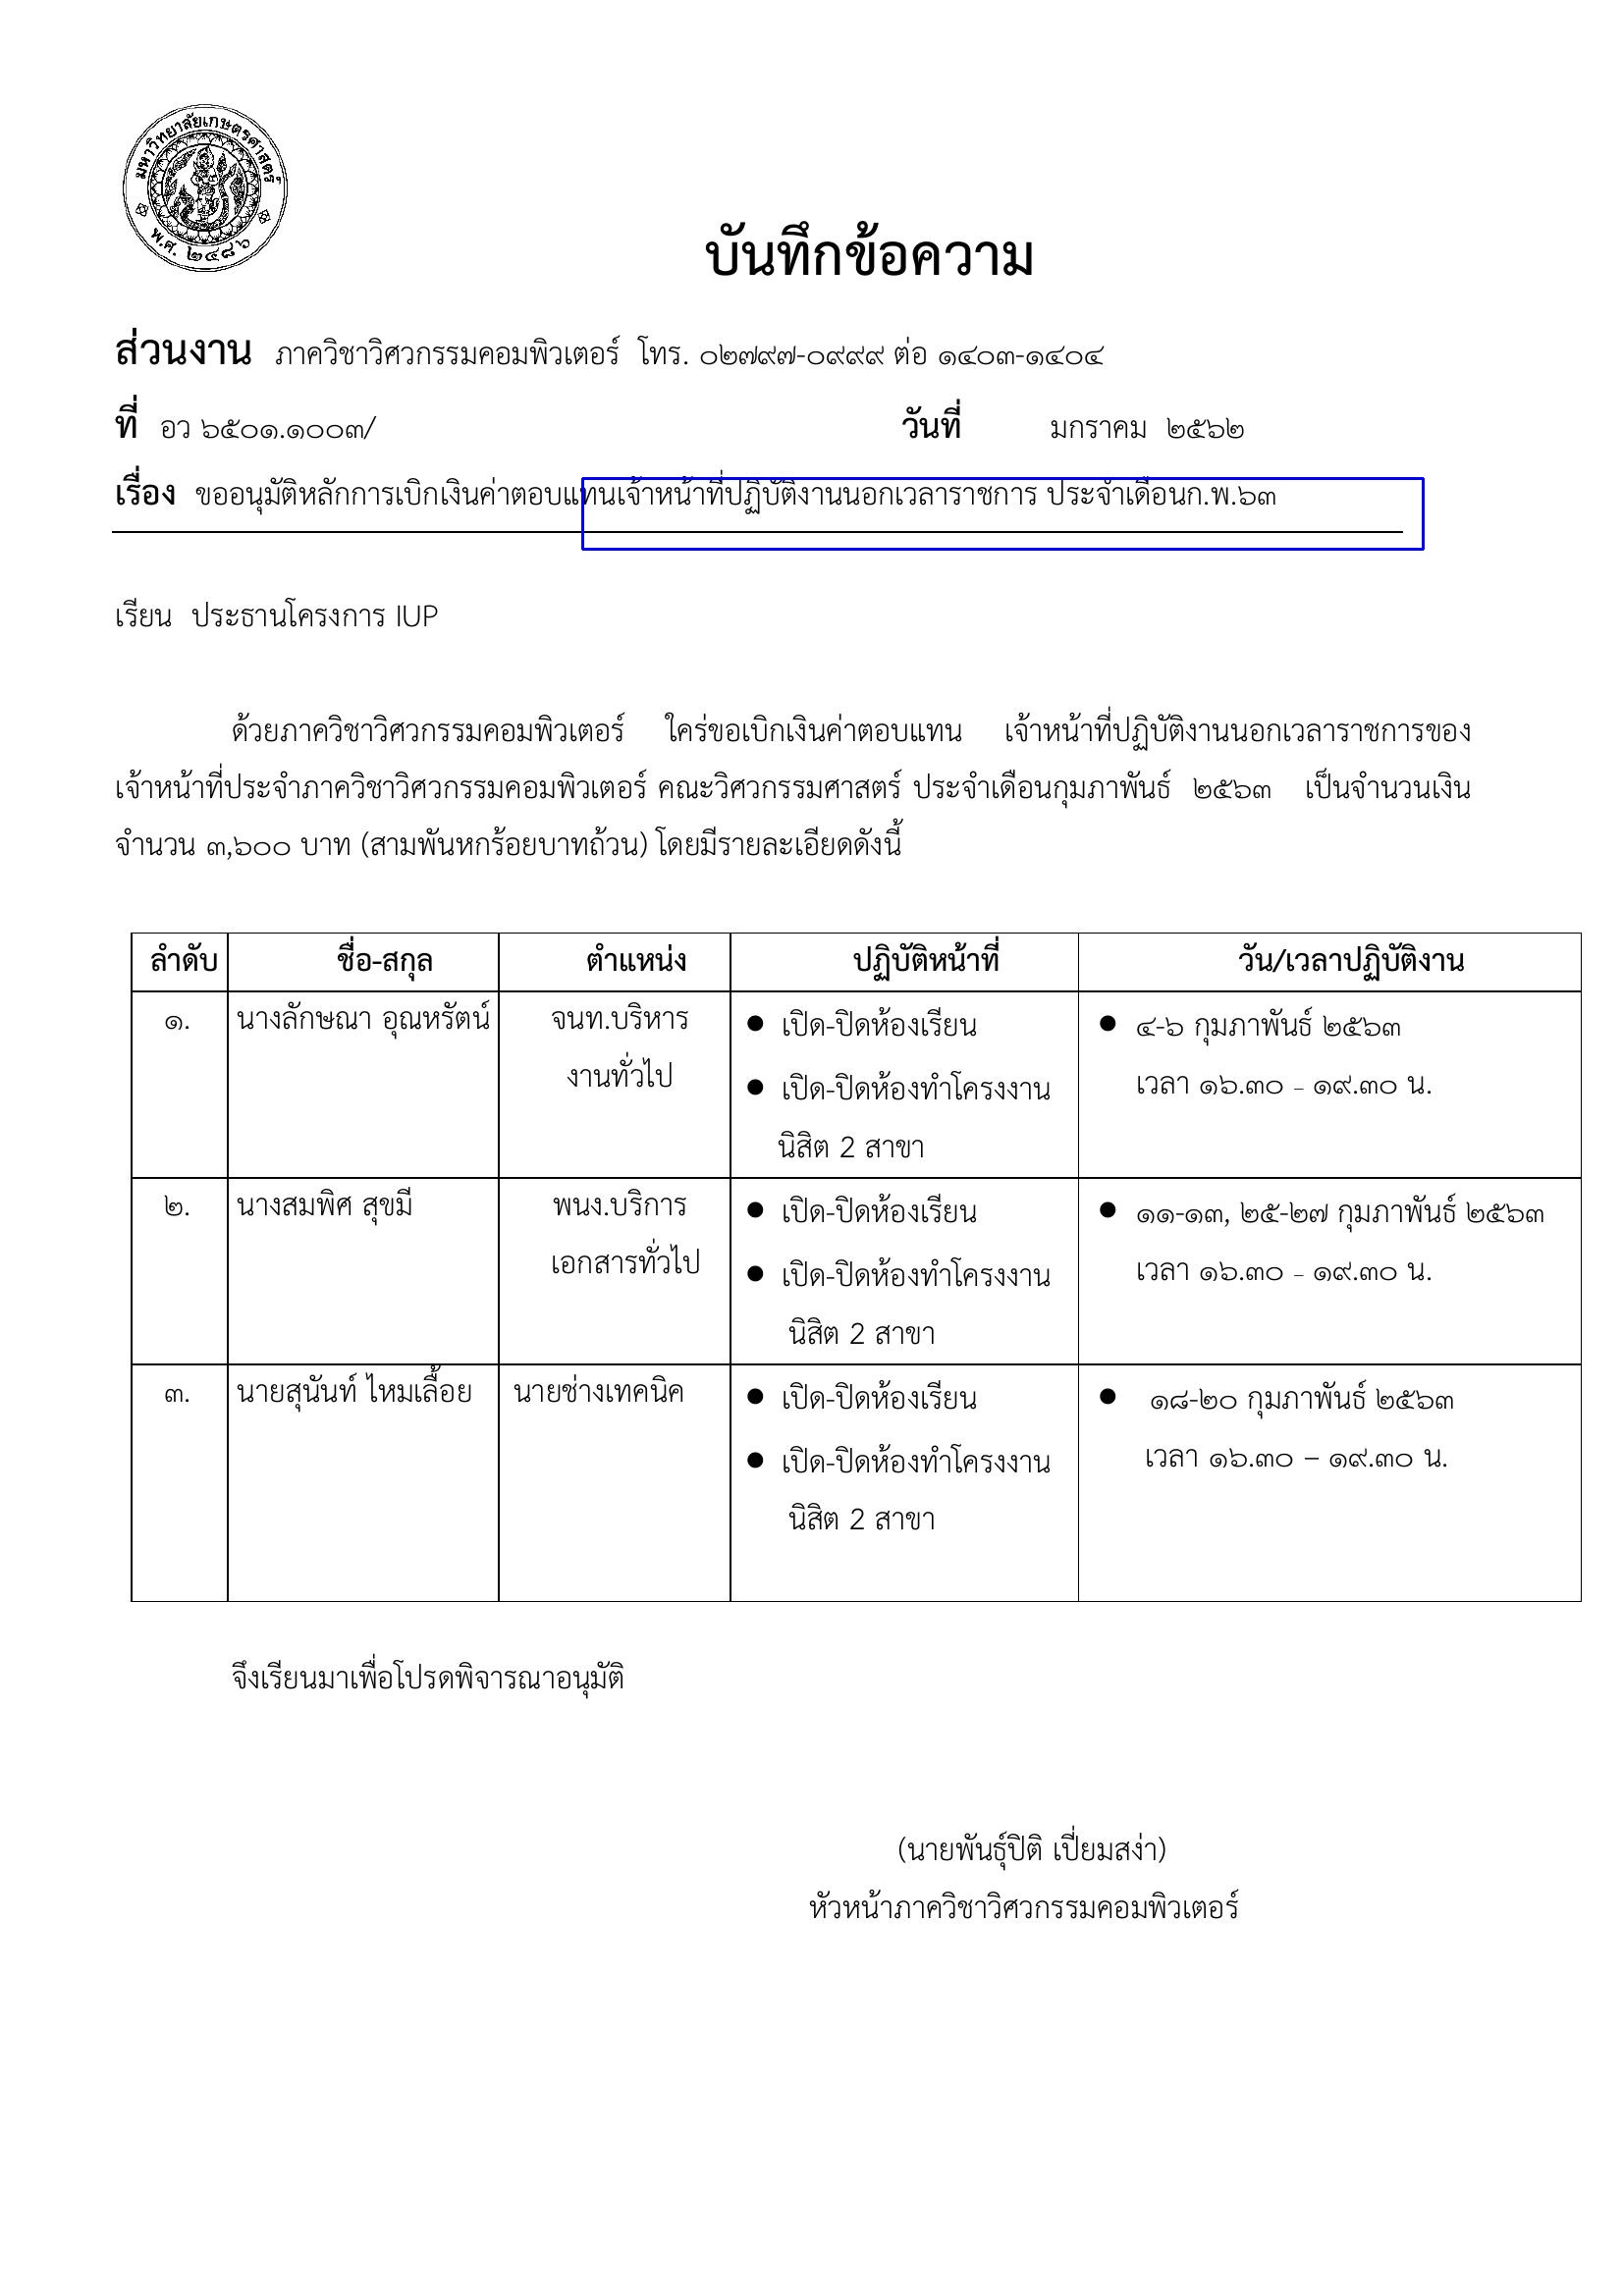 มหาวิทยาลัยเกษตรศาสตร์
พ.ศ. ๒๔๘๖
บันทึกข้อความ
ส่วนงาน ภาควิชาวิศวกรรมคอมพิวเตอร์ โทร. ๐๒๗๙๗-๐๙๙๙ ต่อ ๑๔๐๓-๑๔๐๔
ที่ อว ๖๕๐๑.๑๐๐๓/ วันที่ มกราคม ๒๕๖๒
เรื่อง ขออนุมัติหลักการเบิกเงินค่าตอบแทนเจ้าหน้าที่ปฏิบัติงานนอกเวลาราชการ ประจำเดือนก.พ.๖๓
เรียน ประธานโครงการ IUP
ด้วยภาควิชาวิศวกรรมคอมพิวเตอร์ ใคร่ขอเบิกเงินค่าตอบแทน เจ้าหน้าที่ปฏิบัติงานนอกเวลาราชการของ
เจ้าหน้าที่ประจำภาควิชาวิศวกรรมคอมพิวเตอร์ คณะวิศวกรรมศาสตร์ ประจำเดือนกุมภาพันธ์ ๒๕๖๓ เป็นจำนวนเงิน
จำนวน ๓,๖๐๐ บาท (สามพันหกร้อยบาทถ้วน) โดยมีรายละเอียดดังนี้
ลำดับ ชื่อ-สกุล ตำแหน่ง ปฏิบัติหน้าที่ วัน/เวลาปฏิบัติงาน
๑. นางลักษณา อุณหรัตน์ จนท.บริหาร ● เปิด-ปิดห้องเรียน ● ๔-๖ กุมภาพันธ์ ๒๕๖๓
งานทั่วไป ● เปิด-ปิดห้องทำโครงงาน เวลา ๑๖.๓๐ - ๑๙.๓๐ น.
นิสิต 2 สาขา
๒. นางสมพิศ สุขมี พนง.บริการ ● เปิด-ปิดห้องเรียน ● ๑๑-๑๓, ๒๕-๒๗ กุมภาพันธ์ ๒๕๖๓
เอกสารทั่วไป ● เปิด-ปิดห้องทำโครงงาน เวลา ๑๖.๓๐ - ๑๙.๓๐ น.
นิสิต 2 สาขา
๓. นายสุนันท์ ไหมเลื้อย นายช่างเทคนิค ● เปิด-ปิดห้องเรียน ● ๑๘-๒๐ กุมภาพันธ์ ๒๕๖๓
● เปิด-ปิดห้องทำโครงงาน เวลา ๑๖.๓๐ – ๑๙.๓๐ น.
นิสิต 2 สาขา
จึงเรียนมาเพื่อโปรดพิจารณาอนุมัติ
(นายพันธุ์ปิติ เปี่ยมสง่า)
หัวหน้าภาควิชาวิศวกรรมคอมพิวเตอร์